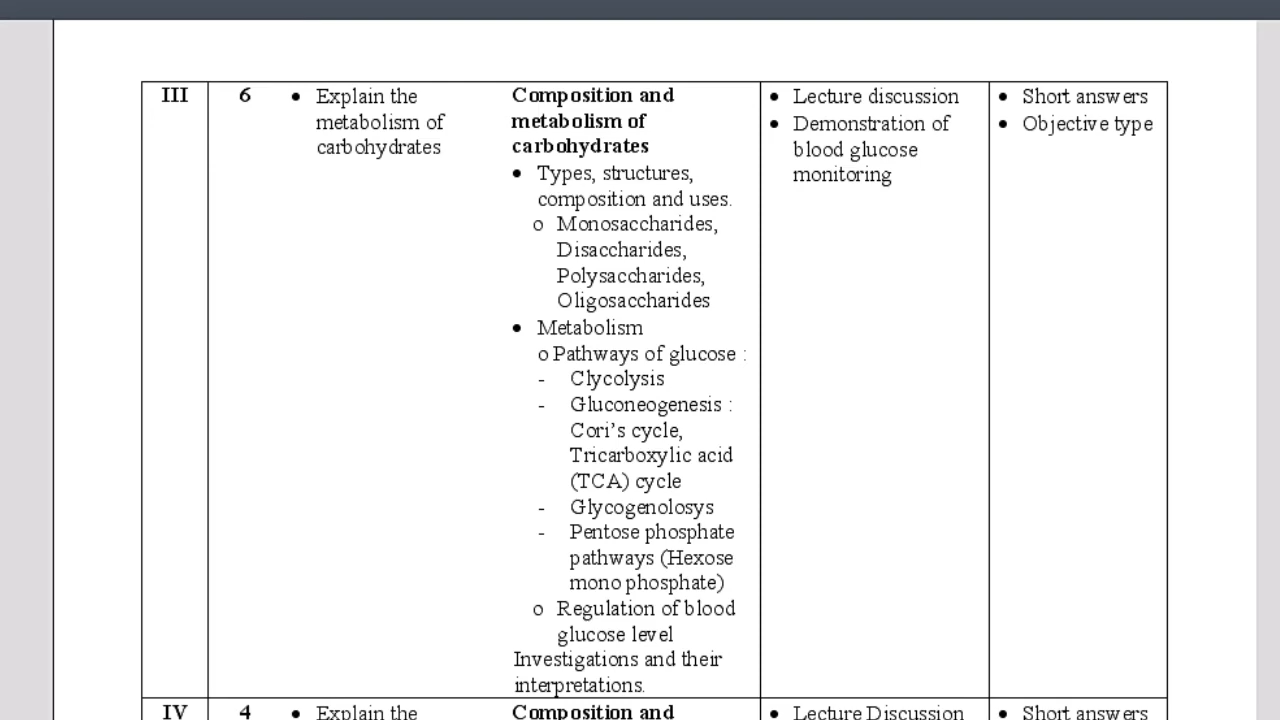 III
6
• Explain the
metabolism of
carbohydrates
Composition and
metabolism of
carbohydrates
• Types, structures,
composition and uses.
o Monosaccharides,
Disaccharides,
Polysaccharides,
Oligosaccharides
• Metabolism
o Pathways of glucose :
- Clycolysis
- Gluconeogenesis :
Cori’s cycle,
Tricarboxylic acid
(TCA) cycle
- Glycogenolosys
- Pentose phosphate
pathways (Hexose
mono phosphate)
o Regulation of blood
glucose level
Investigations and their
interpretations.
• Lecture discussion
• Demonstration of
blood glucose
monitoring
• Short answers
• Objective type
IV
4
• Explain the
Composition and
• Lecture Discussion
• Short answers